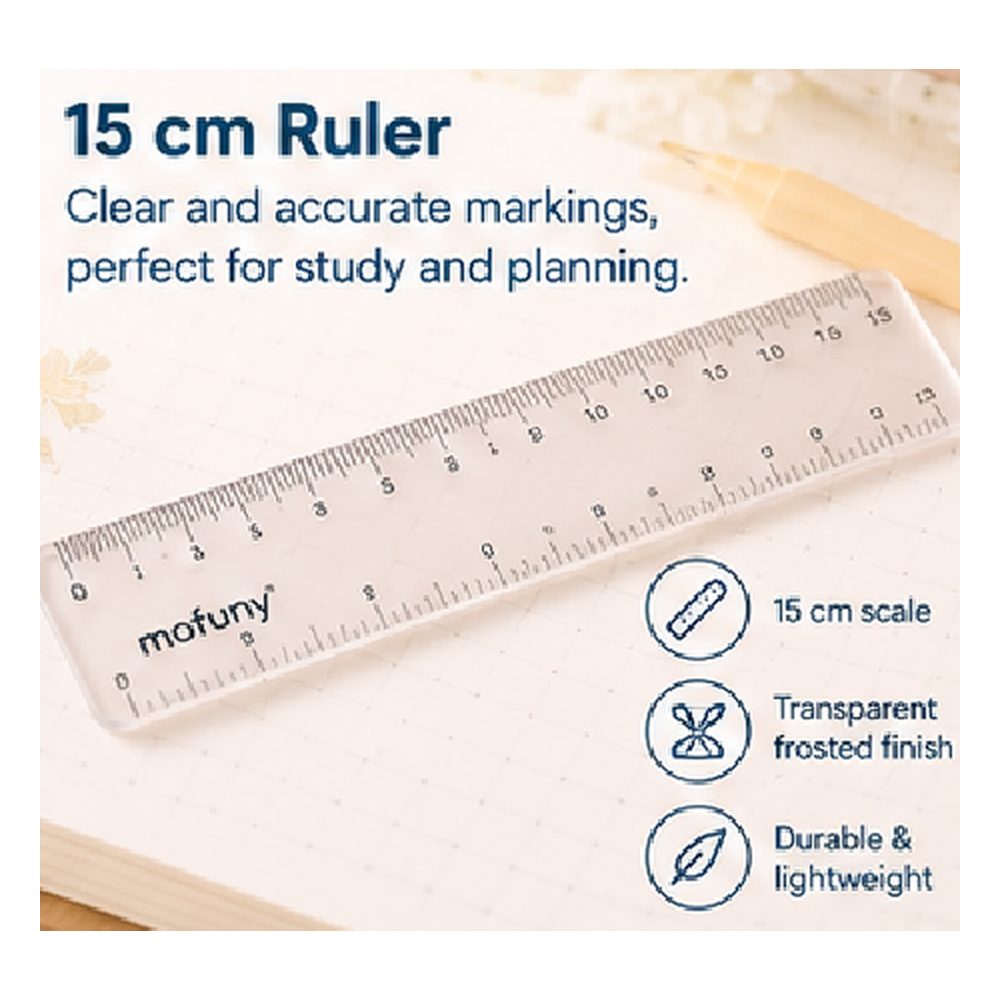 15 cm Ruler
Clear and accurate markings,
perfect for study and planning.
mofuny
15 cm scale
Transparent
frosted finish
Durable &
lightweight